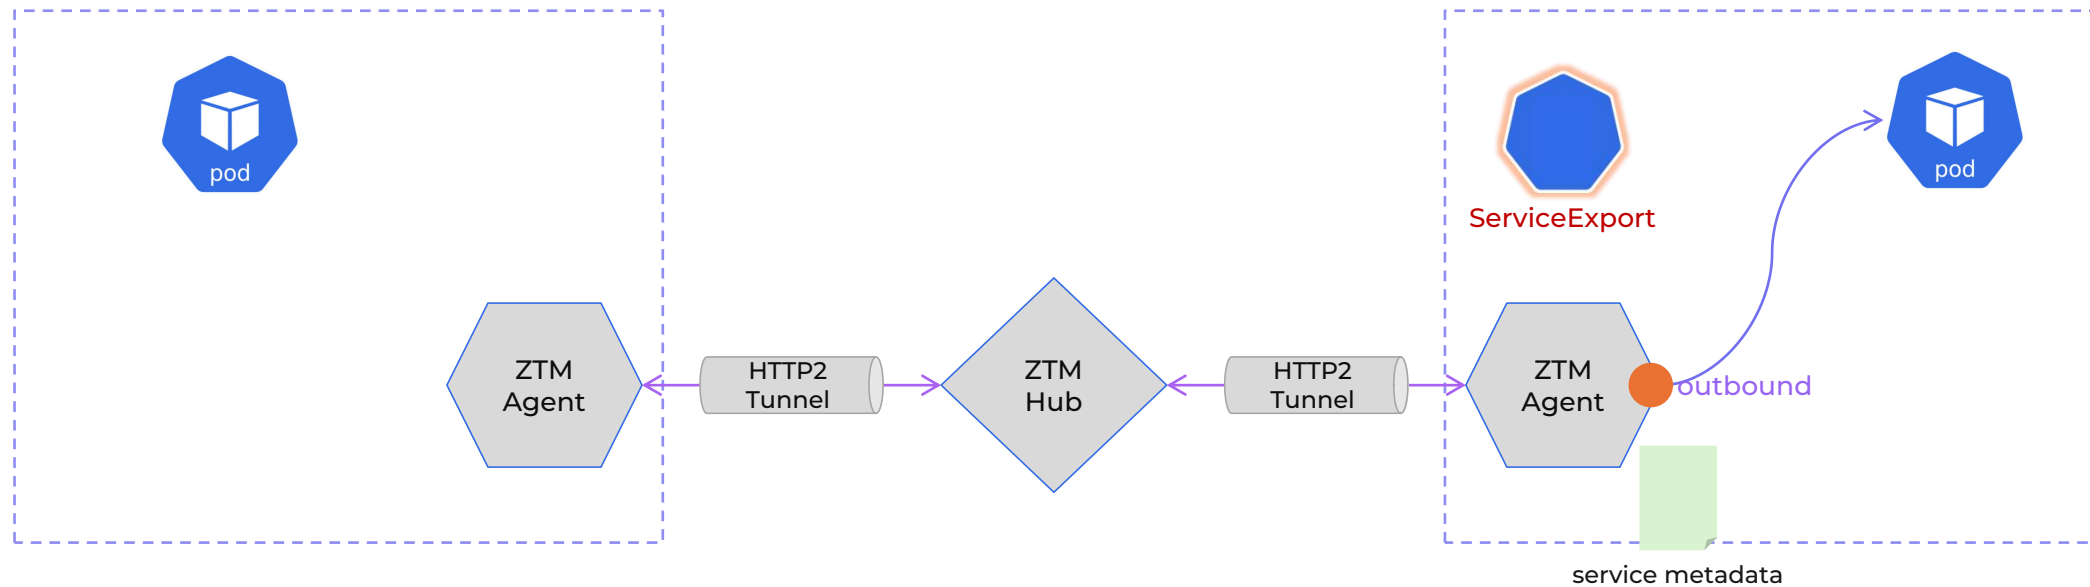 pod
pod
ServiceExport
ZTM
Agent
HTTP2
Tunnel
ZTM
Hub
HTTP2
Tunnel
ZTM
Agent
outbound
service metadata